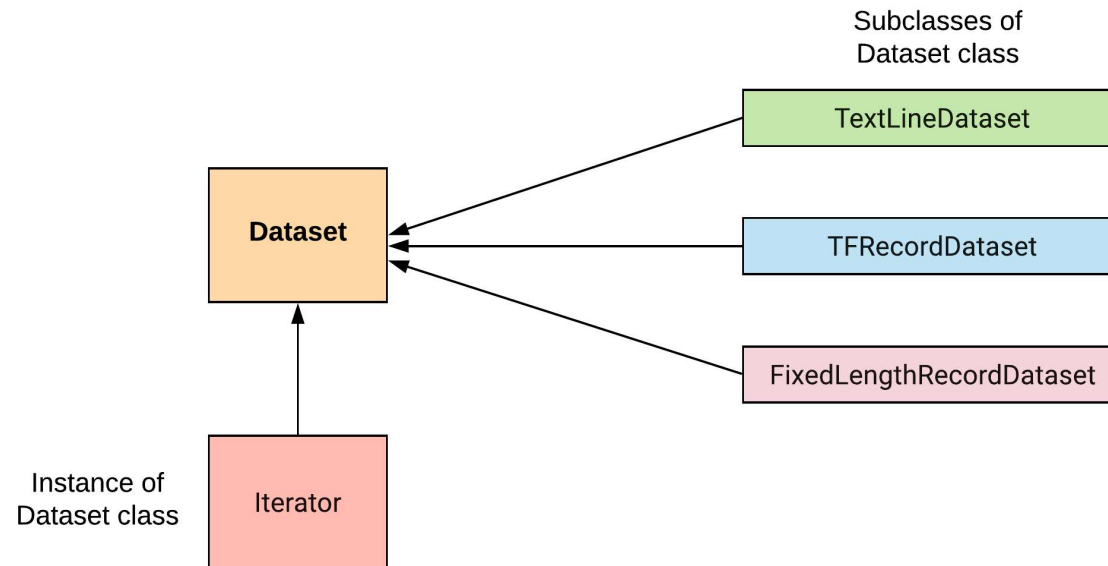 Subclasses of
Dataset class
TextLineDataset
Dataset
TFRecordDataset
FixedLengthRecordDataset
Instance of
Dataset class
Iterator